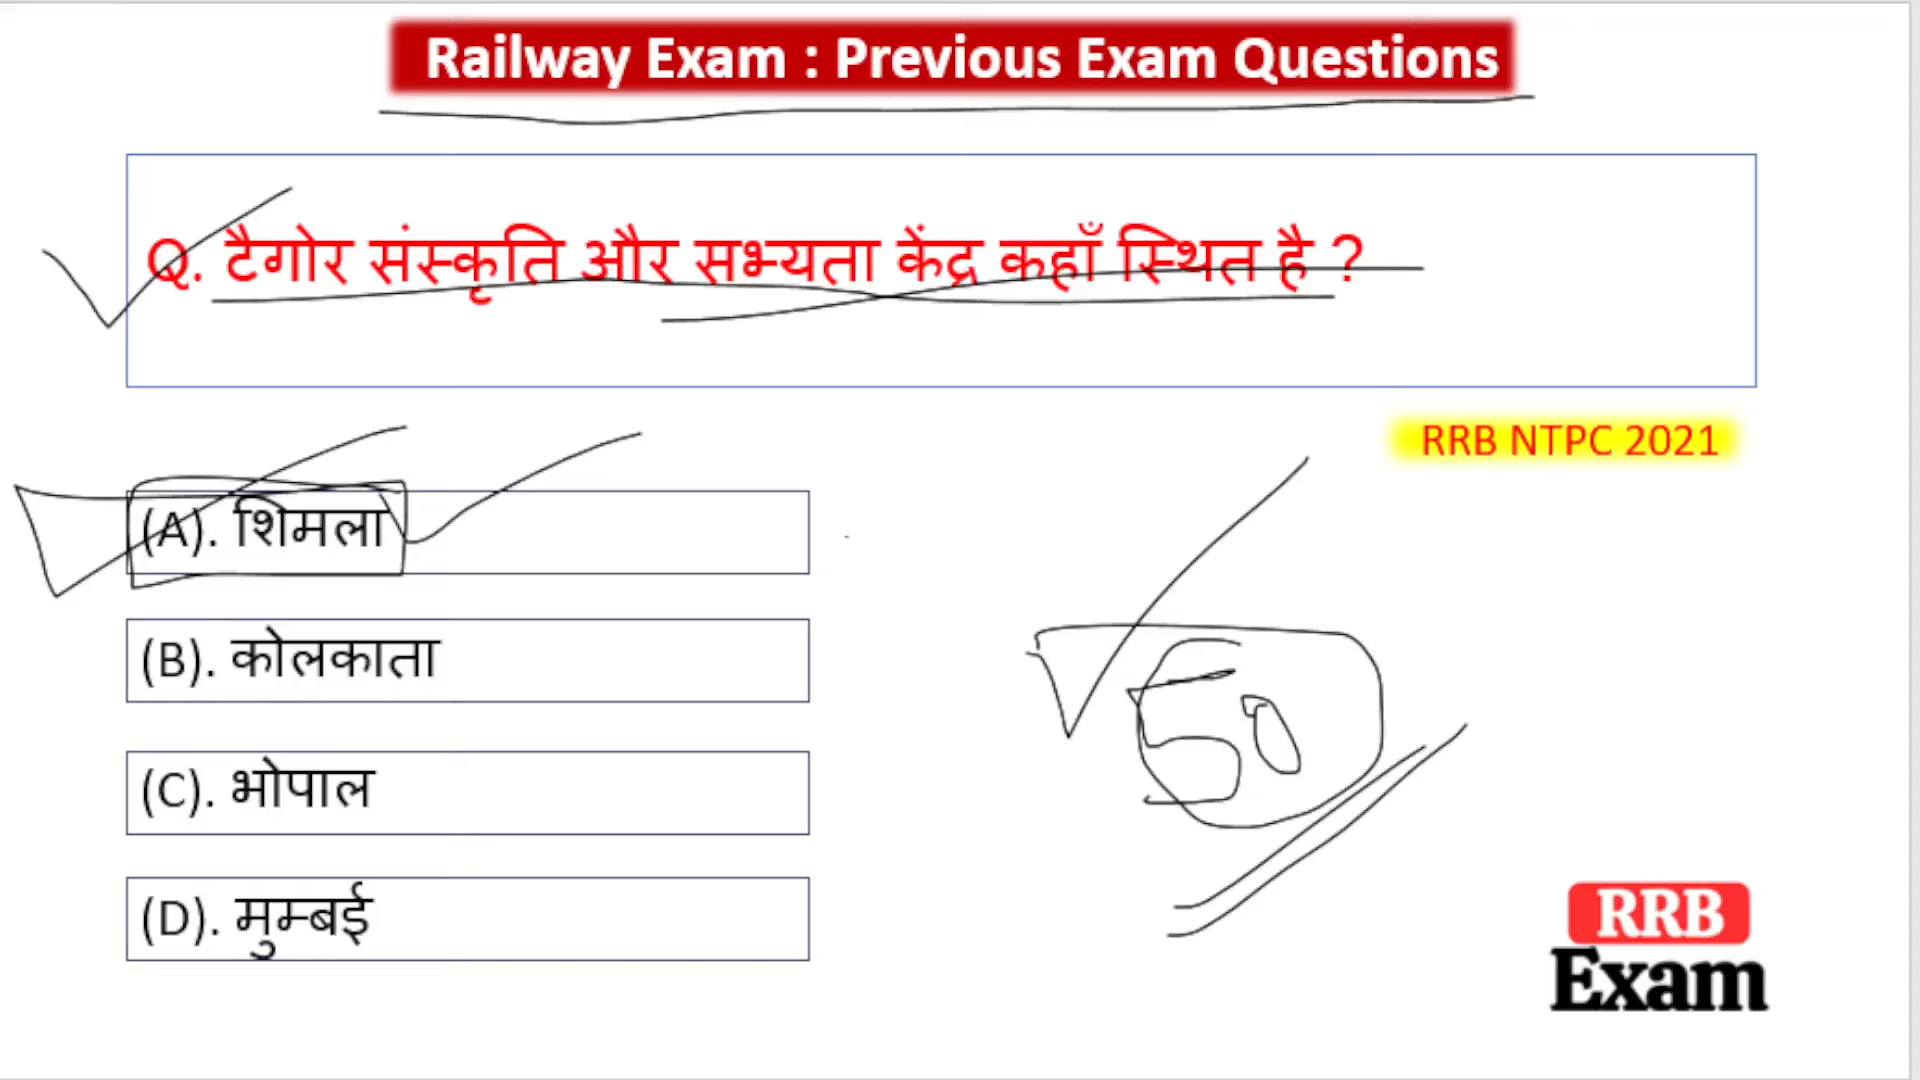 Railway Exam : Previous Exam Questions
Q. टैगोर संस्कृति और सभ्यता केंद्र कहाँ स्थित है ?
RRB NTPC 2021
(A). शिमला
(B). कोलकाता
(C). भोपाल
(D). मुम्बई
50
RRB
Exam